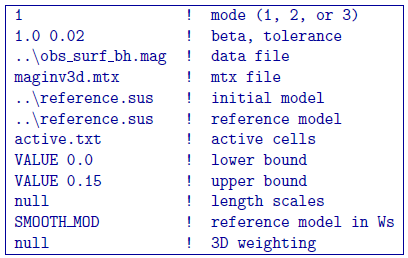 1 ! mode (1, 2, or 3)
1.0 0.02 ! beta, tolerance
..\obs_surf_bh.mag ! data file
maginv3d.mtx ! mtx file
..\reference.sus ! initial model
..\reference.sus ! reference model
active.txt ! active cells
VALUE 0.0 ! lower bound
VALUE 0.15 ! upper bound
null ! length scales
SMOOTH_MOD ! reference model in Ws
null ! 3D weighting